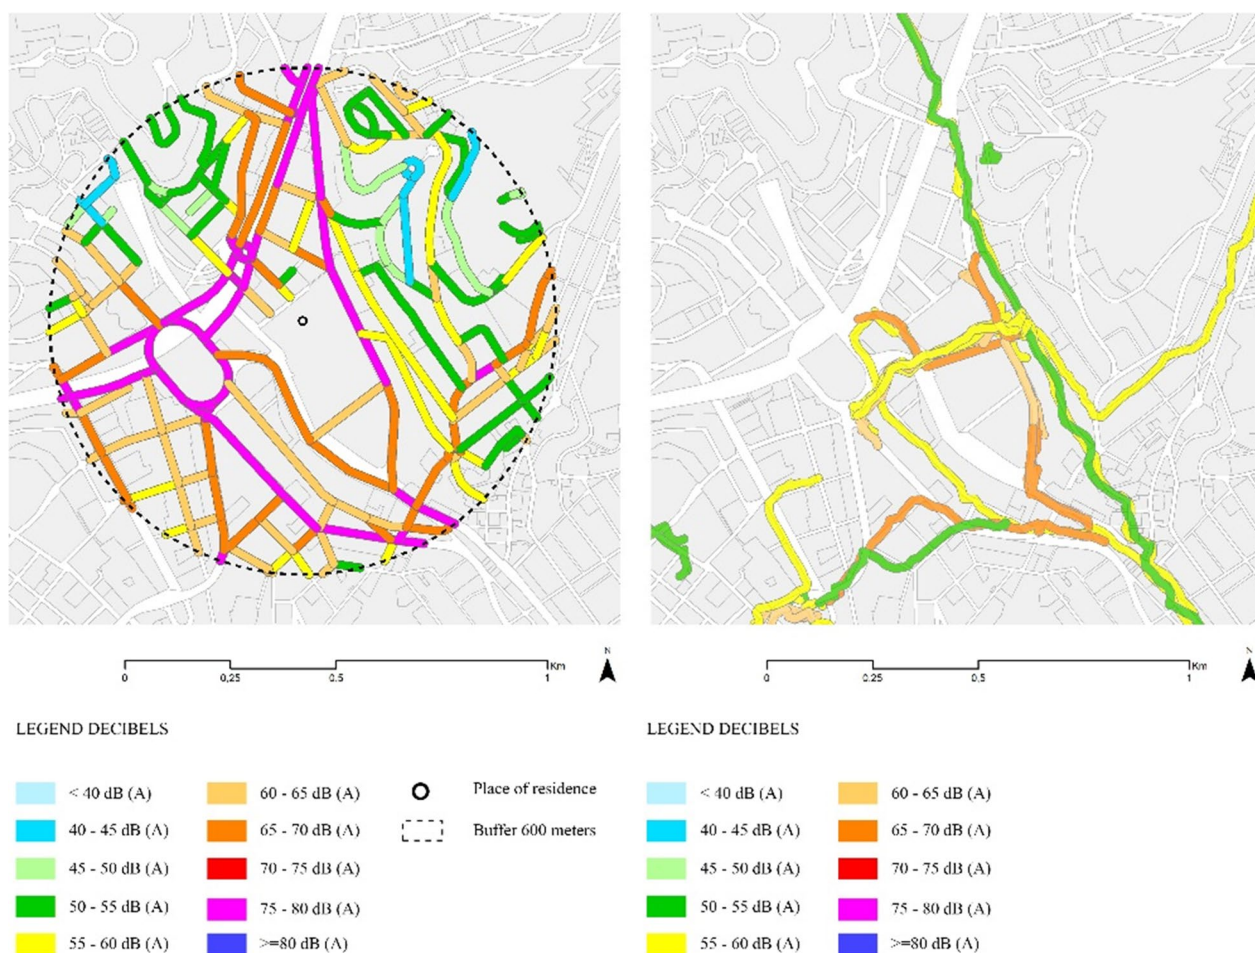 N
0 0,25 0,5 1 Km
N
0 0,25 0,5 1 Km
LEGEND DECIBELS
< 40 dB (A)
40 - 45 dB (A)
45 - 50 dB (A)
50 - 55 dB (A)
55 - 60 dB (A)
60 - 65 dB (A)
65 - 70 dB (A)
70 - 75 dB (A)
75 - 80 dB (A)
>=80 dB (A)
Place of residence
Buffer 600 meters
LEGEND DECIBELS
< 40 dB (A)
40 - 45 dB (A)
45 - 50 dB (A)
50 - 55 dB (A)
55 - 60 dB (A)
60 - 65 dB (A)
65 - 70 dB (A)
70 - 75 dB (A)
75 - 80 dB (A)
>=80 dB (A)